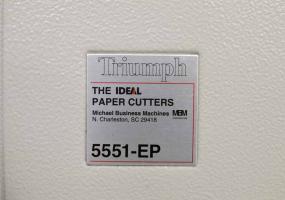 Triumph
THE IDEAL
PAPER CUTTERS
Michael Business Machines MBM
N. Charleston, SC 29418
5551-EP